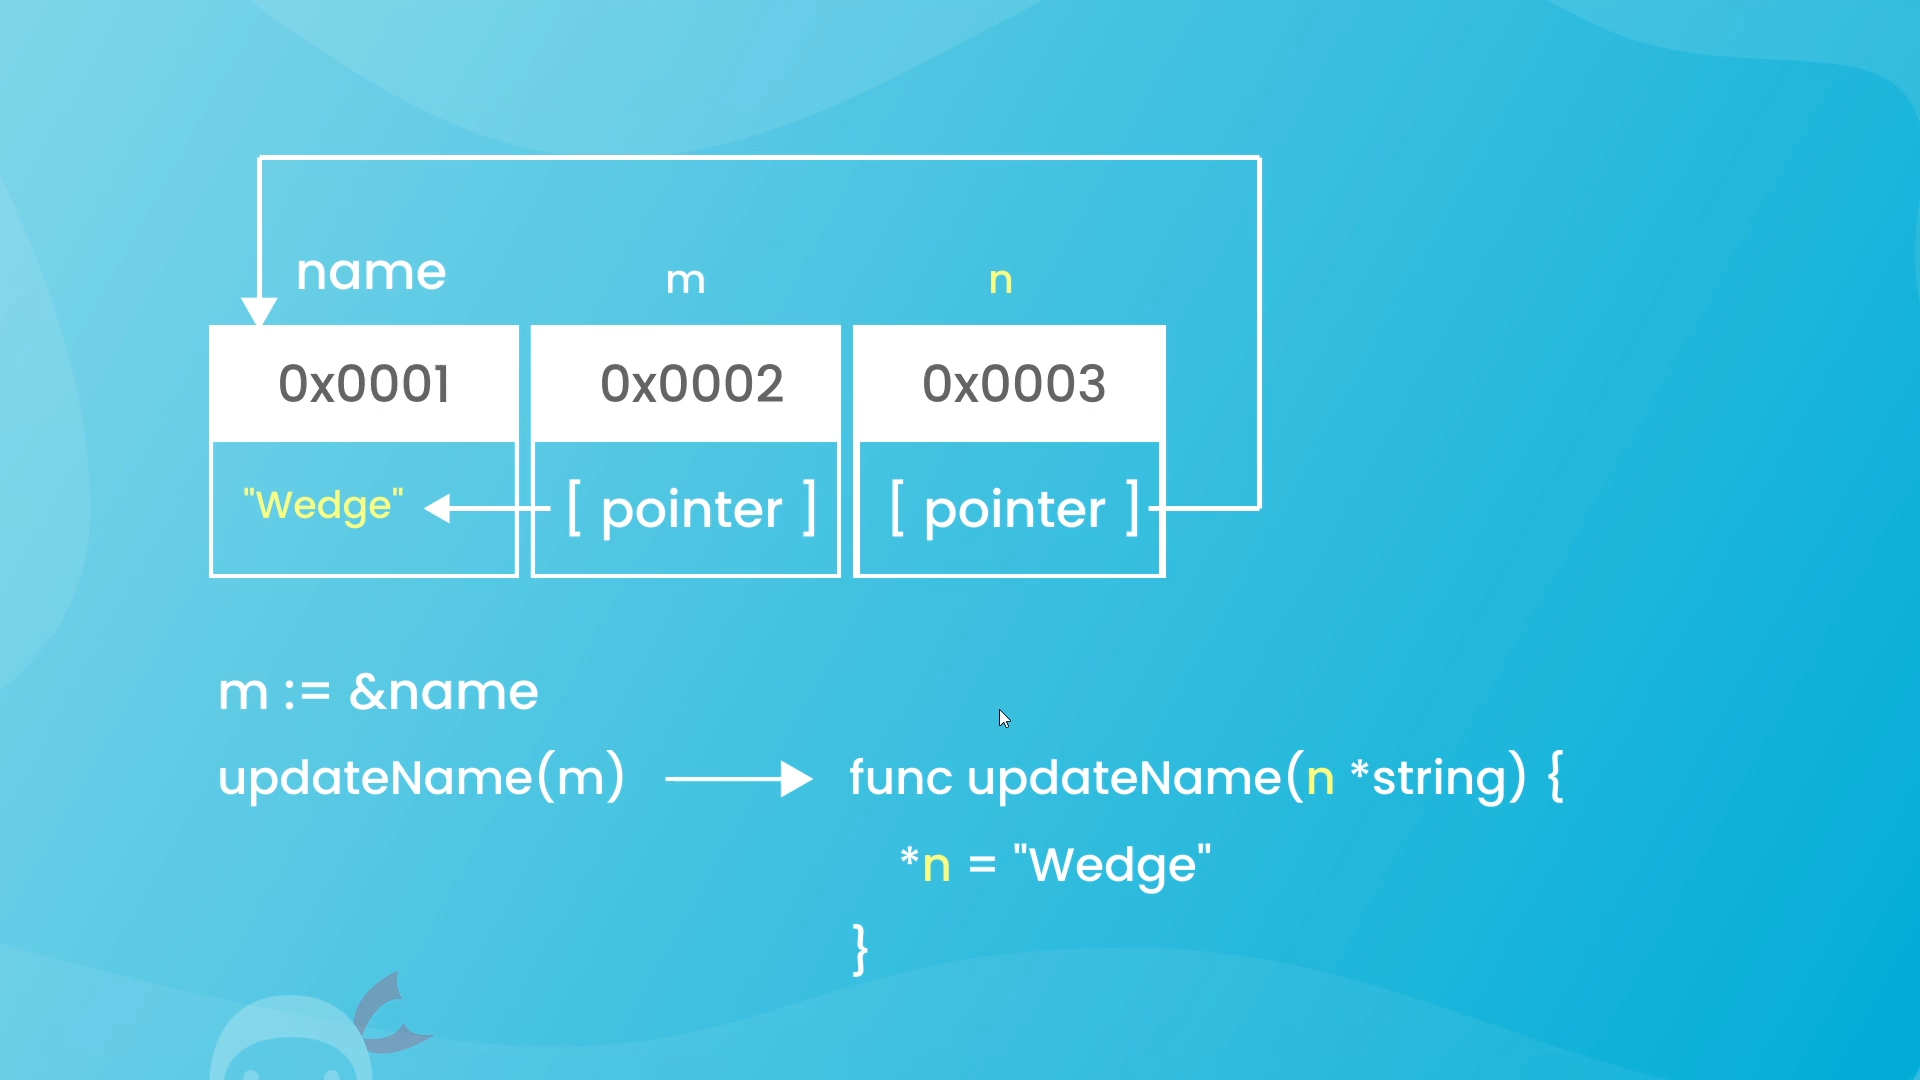 name m n
0x0001 0x0002 0x0003
"Wedge" [ pointer ] [ pointer ]
m := &name
updateName(m) func updateName(n *string) {
*n = "Wedge"
}